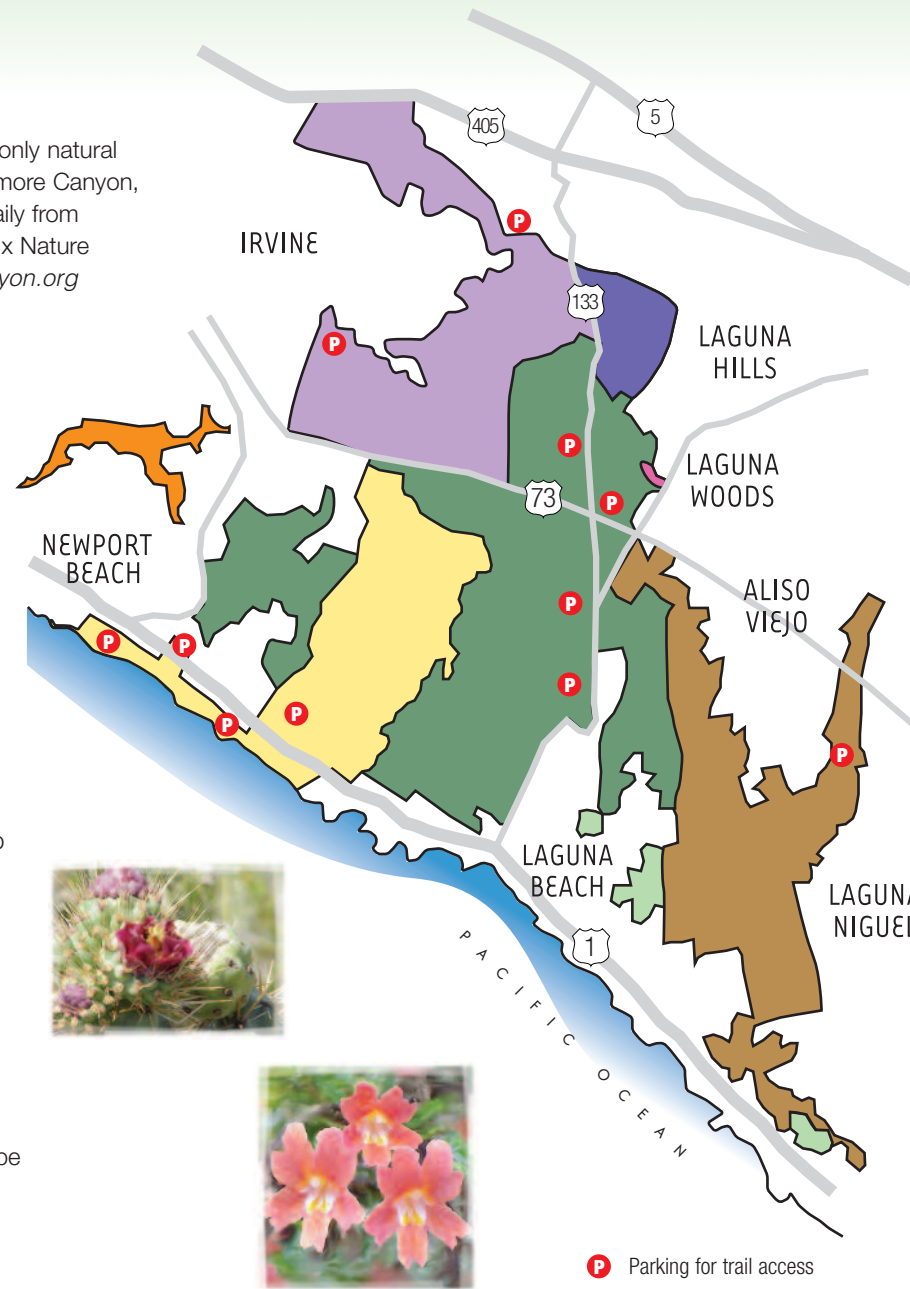 only natural
more Canyon,
aily from
x Nature
yon.org
5
405
P
IRVINE
133
P
LAGUNA
HILLS
P
LAGUNA
WOODS
73
P
NEWPORT
BEACH
ALISO
VIEJO
P
P
P
P
P
P
P
o
LAGUNA
BEACH
LAGUNA
NIGUEL
1
PACIFIC OCEAN
be
P Parking for trail access